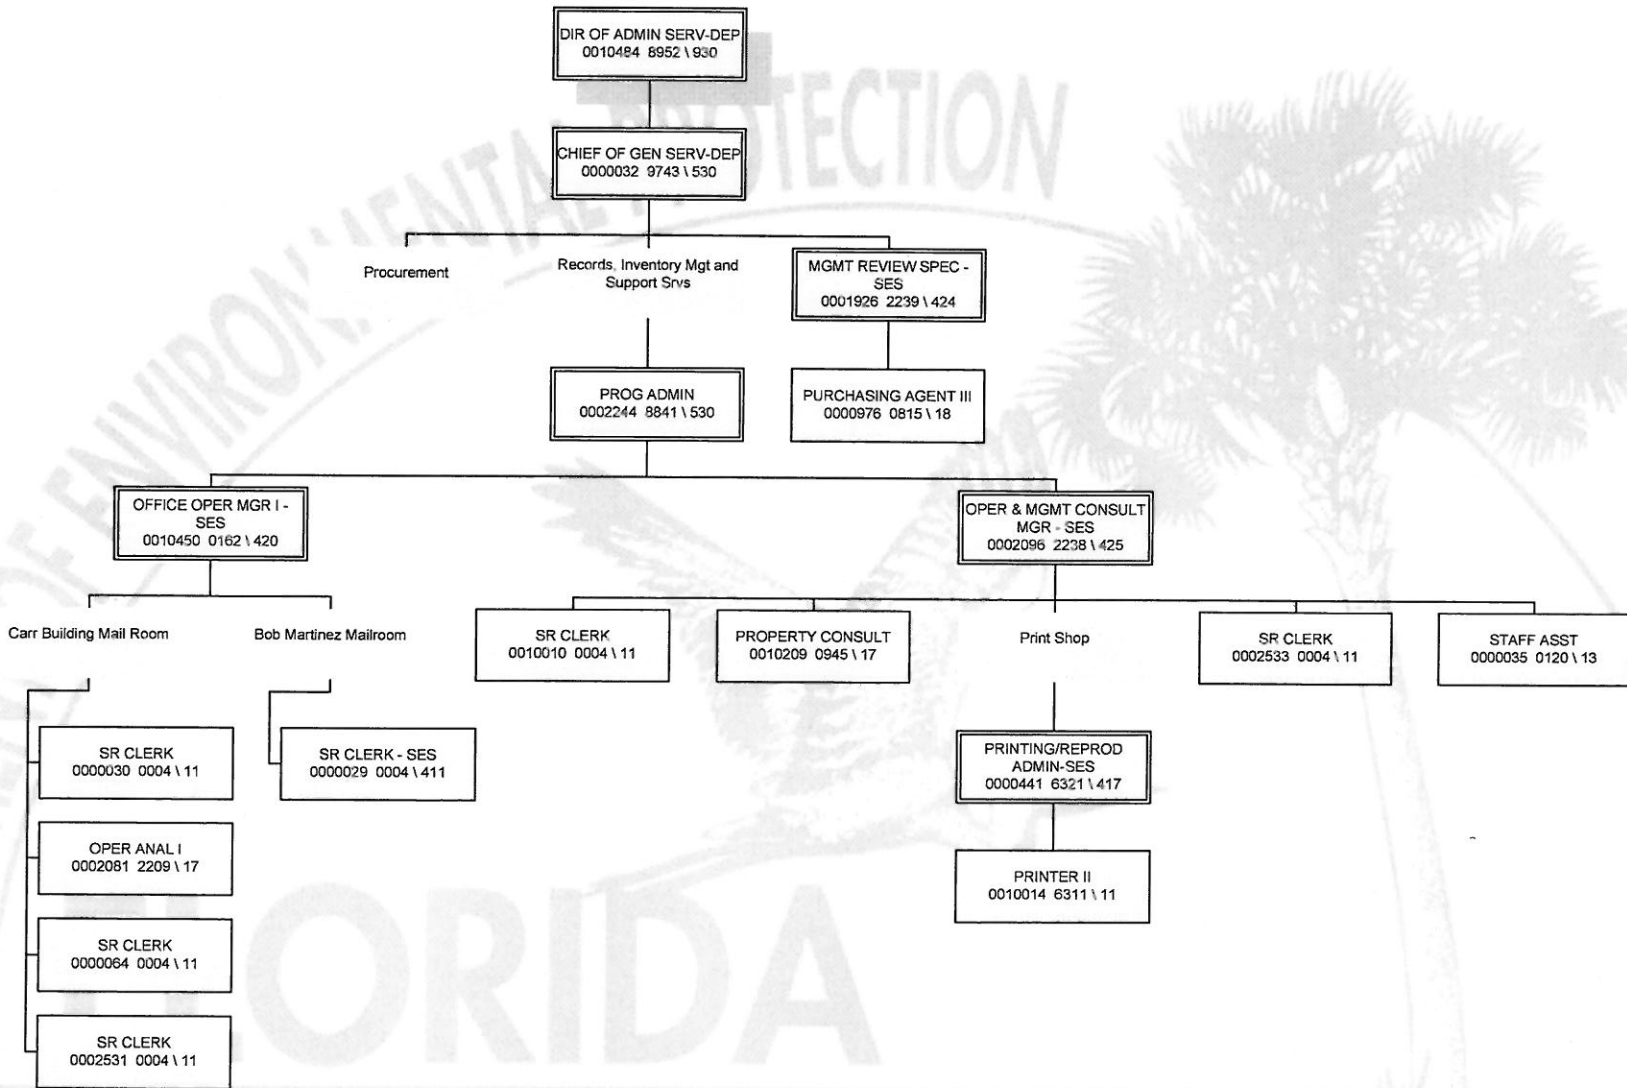 DIR OF ADMIN SERV-DEP
0010484 8952 \ 930
CHIEF OF GEN SERV-DEP
0000032 9743 \ 530
Procurement
Records, Inventory Mgt and
Support Srvs
MGMT REVIEW SPEC -
SES
0001926 2239 \ 424
PROG ADMIN
0002244 8841 \ 530
PURCHASING AGENT III
0000976 0815 \ 18
OFFICE OPER MGR I -
SES
0010450 0162 \ 420
OPER & MGMT CONSULT
MGR - SES
0002096 2238 \ 425
Carr Building Mail Room
Bob Martinez Mailroom
SR CLERK
0010010 0004 \ 11
PROPERTY CONSULT
0010209 0945 \ 17
Print Shop
SR CLERK
0002533 0004 \ 11
STAFF ASST
0000035 0120 \ 13
SR CLERK
0000030 0004 \ 11
SR CLERK - SES
0000029 0004 \ 411
PRINTING/REPROD
ADMIN-SES
0000441 6321 \ 417
OPER ANAL I
0002081 2209 \ 17
PRINTER II
0010014 6311 \ 11
SR CLERK
0000064 0004 \ 11
SR CLERK
0002531 0004 \ 11
OF ENVIRONMENTAL PROTECTION
FLORIDA